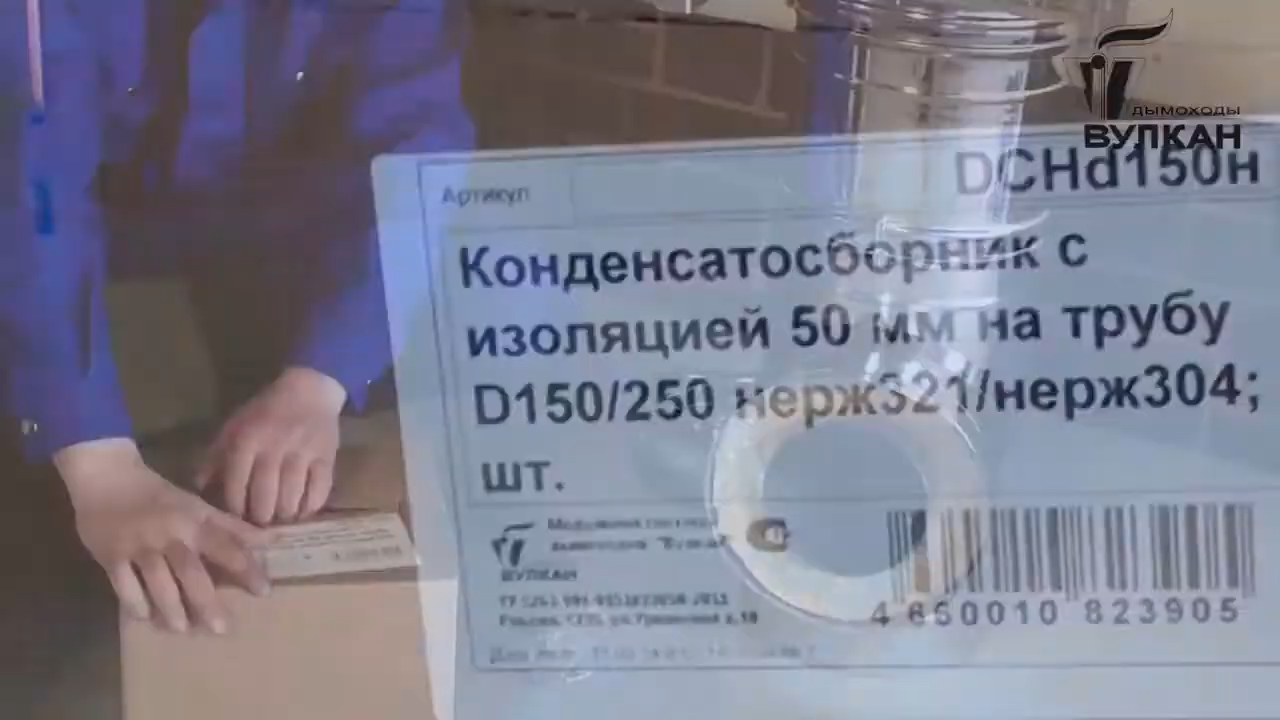 ДЫМОХОДЫ
ВУЛКАН
Артикул
DCHd150н
Конденсатосборник с
изоляцией 50 мм на трубу
D150/250 нерж321/нерж304;
шт.
ВУЛКАН
4 650010 823905